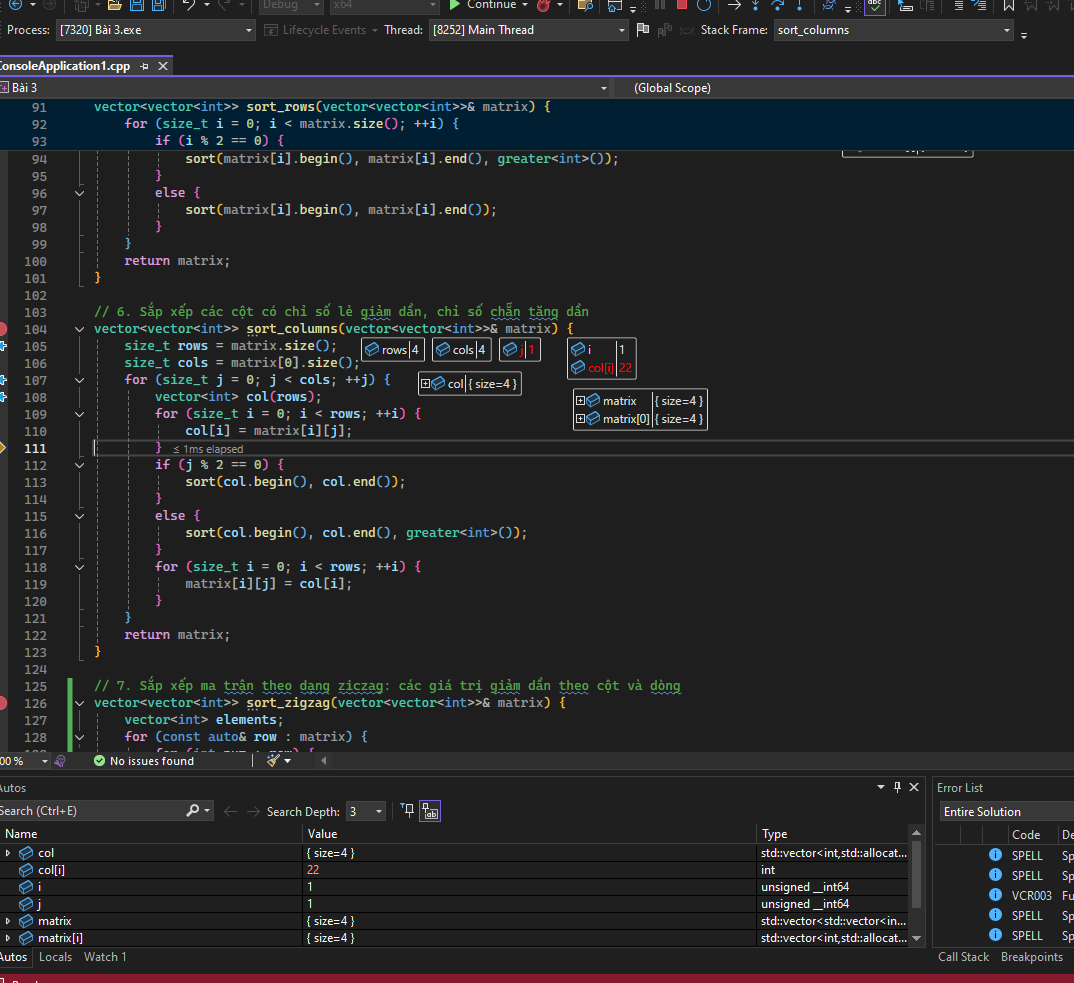 Debug x64 Continue
Process: [7320] Bài 3.exe Lifecycle Events Thread: [8252] Main Thread Stack Frame: sort_columns
ConsoleApplication1.cpp
Bài 3 (Global Scope)
91 vector<vector<int>> sort_rows(vector<vector<int>>& matrix) {
92 for (size_t i = 0; i < matrix.size(); ++i) {
93 if (i % 2 == 0) {
94 sort(matrix[i].begin(), matrix[i].end(), greater<int>());
95 }
96 else {
97 sort(matrix[i].begin(), matrix[i].end());
98 }
99 }
100 return matrix;
101 }
102
103 // 6. Sắp xếp các cột có chỉ số lẻ giảm dần, chỉ số chẵn tăng dần
104 vector<vector<int>> sort_columns(vector<vector<int>>& matrix) {
105 size_t rows = matrix.size(); rows 4 cols 4 j 1 i 1
106 size_t cols = matrix[0].size(); col[i] 22
107 for (size_t j = 0; j < cols; ++j) { col { size=4 }
108 vector<int> col(rows); matrix { size=4 }
109 for (size_t i = 0; i < rows; ++i) { matrix[0] { size=4 }
110 col[i] = matrix[i][j];
111 } ≤ 1ms elapsed
112 if (j % 2 == 0) {
113 sort(col.begin(), col.end());
114 }
115 else {
116 sort(col.begin(), col.end(), greater<int>());
117 }
118 for (size_t i = 0; i < rows; ++i) {
119 matrix[i][j] = col[i];
120 }
121 }
122 return matrix;
123 }
124
125 // 7. Sắp xếp ma trận theo dạng ziczag: các giá trị giảm dần theo cột và dòng
126 vector<vector<int>> sort_zigzag(vector<vector<int>>& matrix) {
127 vector<int> elements;
128 for (const auto& row : matrix) {
00 % No issues found
Autos Error List
Search (Ctrl+E) Search Depth: 3 Entire Solution
Name Value Type Code De
col { size=4 } std::vector<int,std::allocat... SPELL Sp
col[i] 22 int SPELL Sp
i 1 unsigned __int64 VCR003 Fu
j 1 unsigned __int64 SPELL Sp
matrix { size=4 } std::vector<std::vector<in... SPELL Sp
matrix[i] { size=4 } std::vector<int,std::allocat...
Autos Locals Watch 1 Call Stack Breakpoints